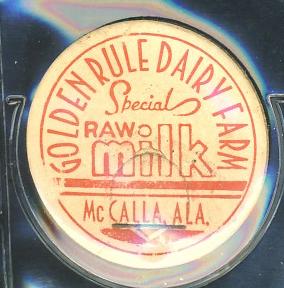 GOLDEN RULE DAIRY FARM
Special
RAW
milk
McCALLA, ALA.